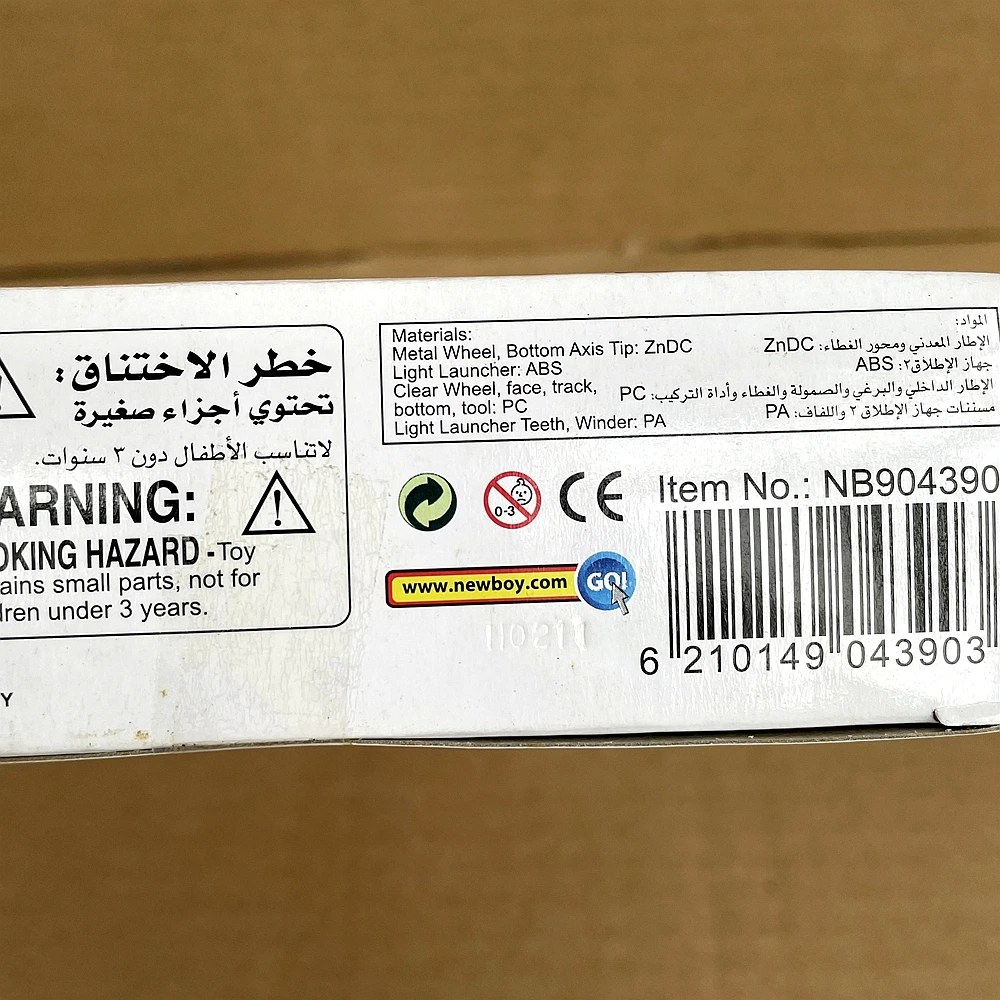 خطر الاختناق:
تحتوي أجزاء صغيرة
لاتناسب الأطفال دون ٣ سنوات.
ARNING:
OKING HAZARD -Toy
ains small parts, not for
dren under 3 years.
Y
Materials:
Metal Wheel, Bottom Axis Tip: ZnDC
Light Launcher: ABS
Clear Wheel, face, track,
bottom, tool: PC
Light Launcher Teeth, Winder: PA
المواد:
الإطار المعدني ومحور الغطاء: ZnDC
جهاز الإطلاق٢: ABS
الإطار الداخلي والبرغي والصمولة والغطاء وأداة التركيب: PC
مسننات جهاز الإطلاق ٢ واللفاف: PA
0-3
CE
www.newboy.com GO!
Item No.: NB904390
6 210149 043903